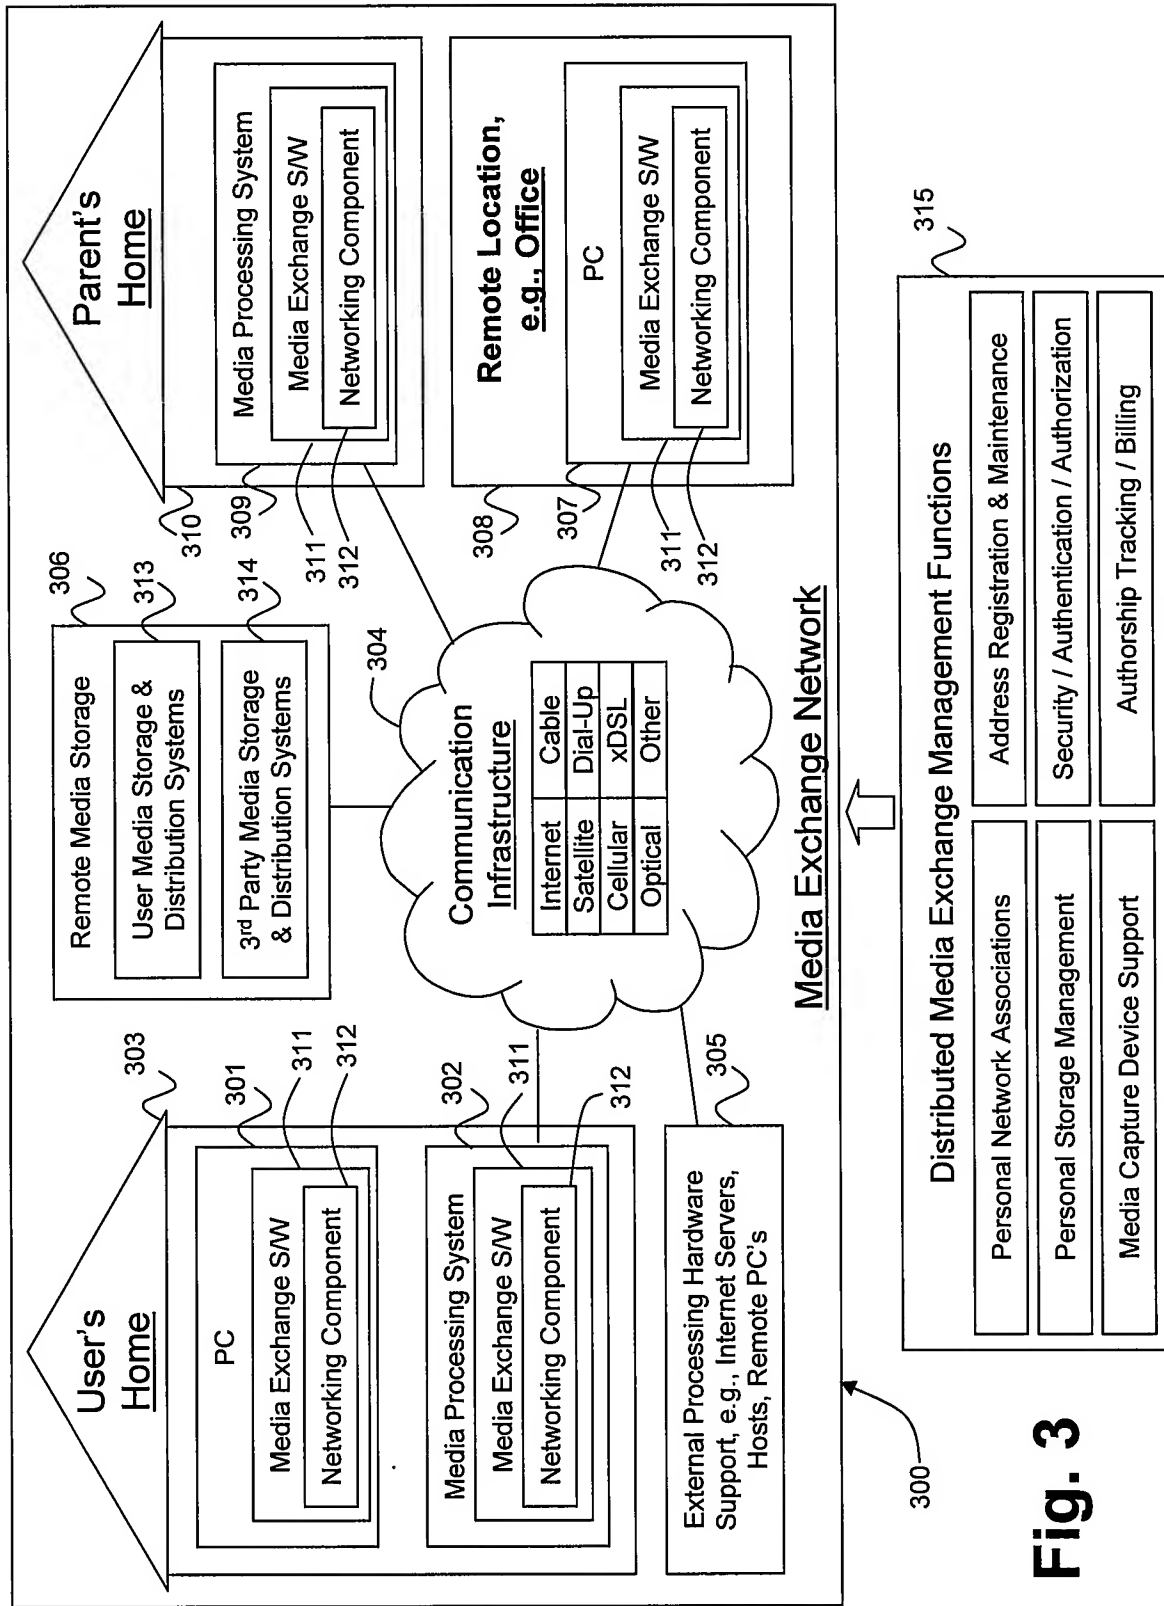 User's
Home
303
PC
301
Media Exchange S/W
311
Networking Component
312
Media Processing System
302
Media Exchange S/W
311
Networking Component
312
External Processing Hardware
Support, e.g., Internet Servers,
Hosts, Remote PC's
305
Remote Media Storage
306
User Media Storage &
Distribution Systems
313
3rd Party Media Storage
& Distribution Systems
314
304
Communication
Infrastructure
Internet Cable
Satellite Dial-Up
Cellular xDSL
Optical Other
Parent's
Home
310
Media Processing System
309
Media Exchange S/W
311
Networking Component
312
Remote Location,
e.g., Office
308
PC
307
Media Exchange S/W
311
Networking Component
312
Media Exchange Network
300
Distributed Media Exchange Management Functions
315
Personal Network Associations
Address Registration & Maintenance
Personal Storage Management
Security / Authentication / Authorization
Media Capture Device Support
Authorship Tracking / Billing
Fig. 3